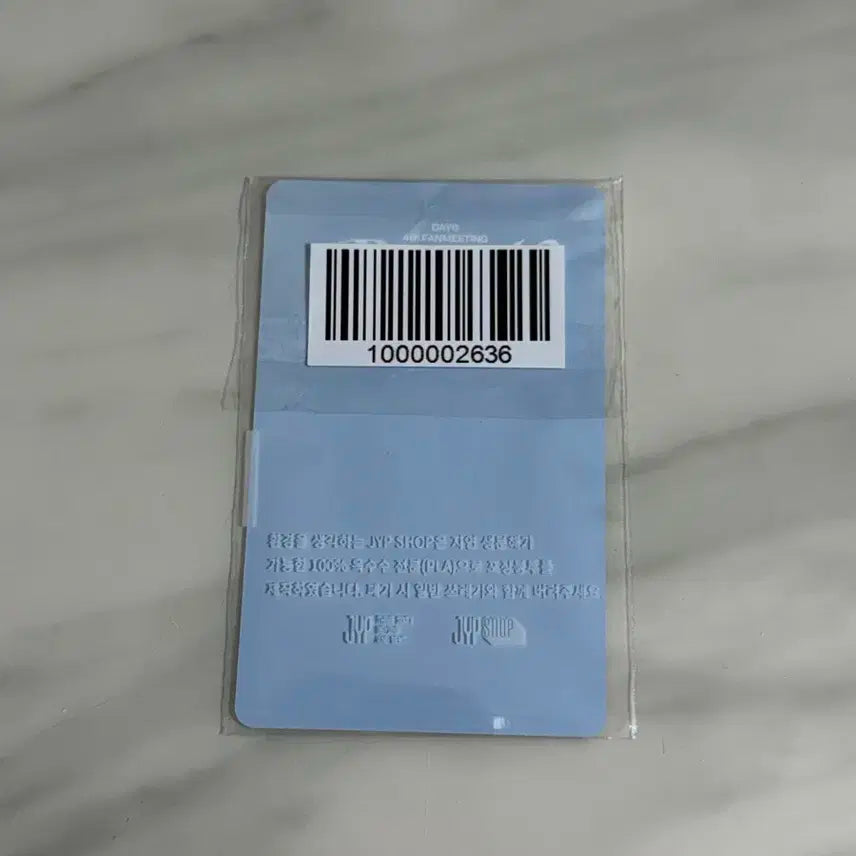 DAY6
4th FANMEETING
1000002636
환경을 생각하는 JYP SHOP은 자연 생분해가
가능한 100% 옥수수 전분(PLA)으로 포장봉투를
제작하였습니다. 폐기 시 일반 쓰레기와 함께 버려주세요
JYP
JYP SHOP